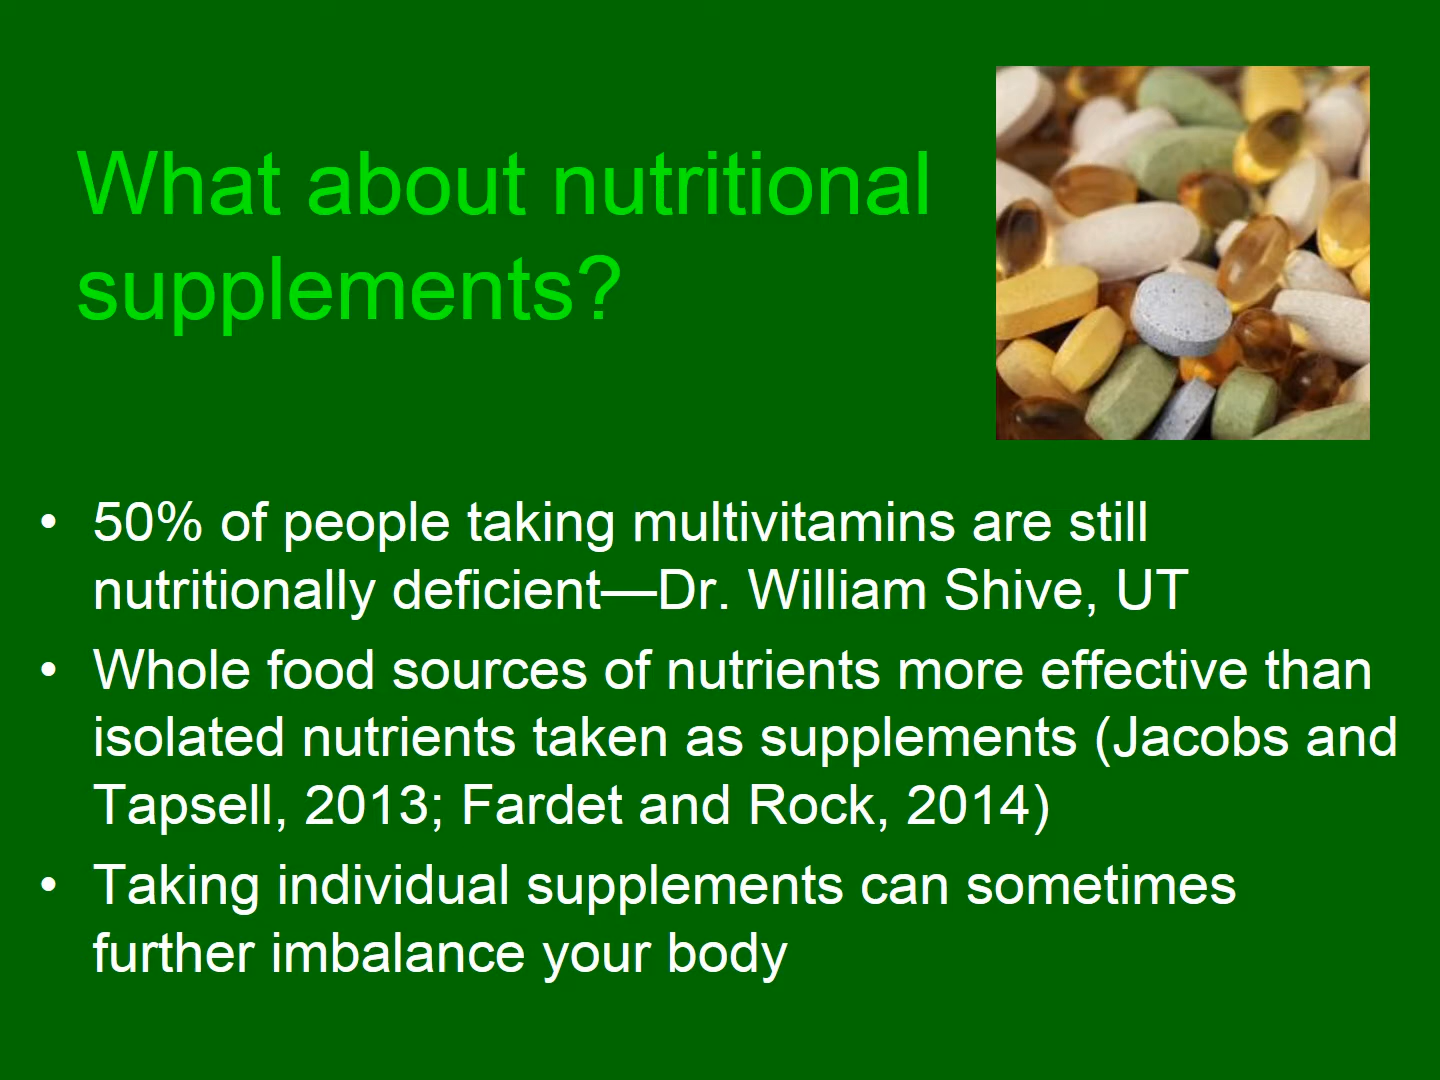 What about nutritional
supplements?
• 50% of people taking multivitamins are still
nutritionally deficient—Dr. William Shive, UT
• Whole food sources of nutrients more effective than
isolated nutrients taken as supplements (Jacobs and
Tapsell, 2013; Fardet and Rock, 2014)
• Taking individual supplements can sometimes
further imbalance your body